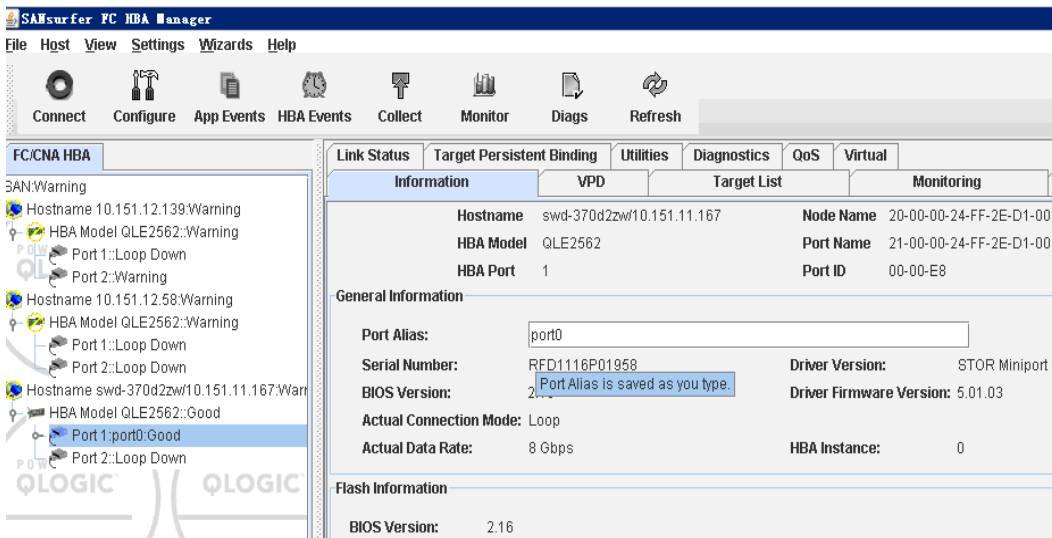 SANsurfer FC HBA Manager
File Host View Settings Wizards Help
Connect Configure App Events HBA Events Collect Monitor Diags Refresh
FC/CNA HBA
SAN:Warning
Hostname 10.151.12.139:Warning
HBA Model QLE2562::Warning
Port 1::Loop Down
Port 2::Warning
Hostname 10.151.12.58:Warning
HBA Model QLE2562::Warning
Port 1::Loop Down
Port 2::Loop Down
Hostname swd-370d2zw/10.151.11.167:Warr
HBA Model QLE2562::Good
Port 1:port0:Good
Port 2::Loop Down
QLOGIC QLOGIC
Link Status Target Persistent Binding Utilities Diagnostics QoS Virtual
Information VPD Target List Monitoring
Hostname swd-370d2zw/10.151.11.167 Node Name 20-00-00-24-FF-2E-D1-00
HBA Model QLE2562 Port Name 21-00-00-24-FF-2E-D1-00
HBA Port 1 Port ID 00-00-E8
General Information
Port Alias: port0
Serial Number: RFD1116P01958 Driver Version: STOR Miniport
Port Alias is saved as you type.
BIOS Version: Driver Firmware Version: 5.01.03
Actual Connection Mode: Loop
Actual Data Rate: 8 Gbps HBA Instance: 0
Flash Information
BIOS Version: 2.16